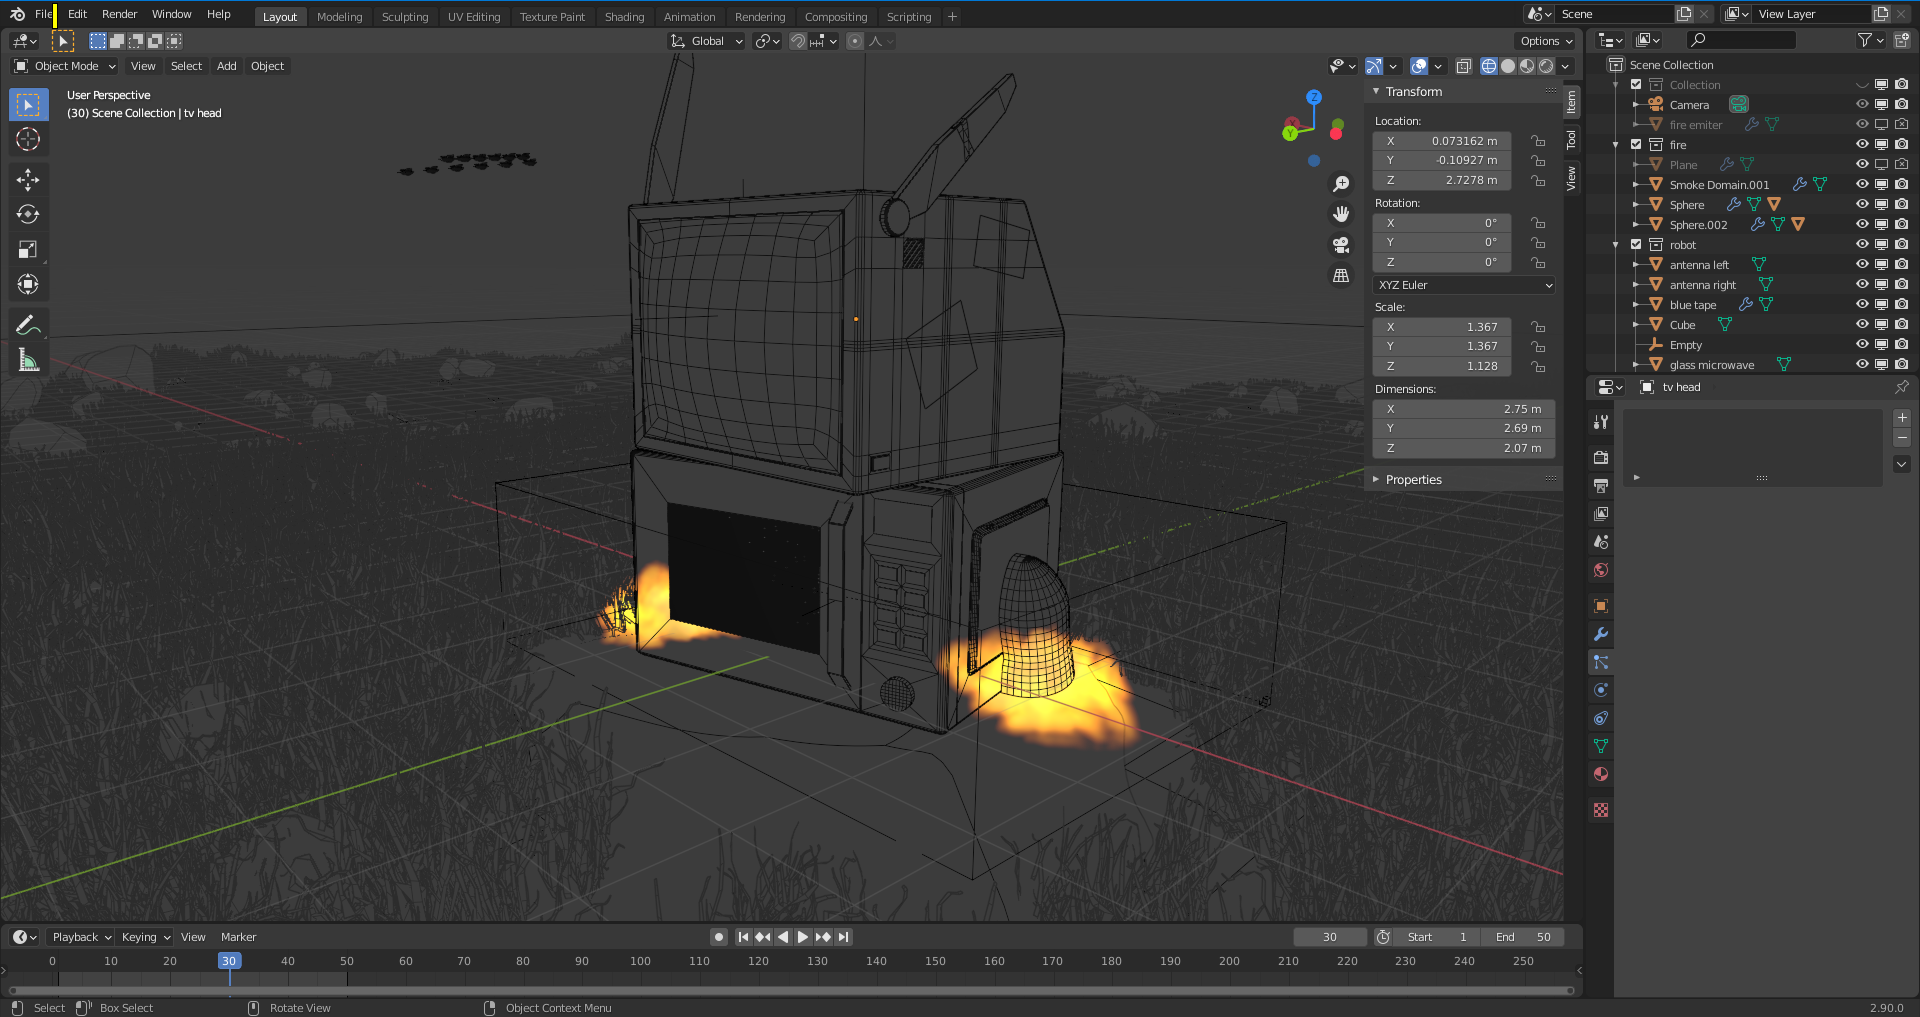 File Edit Render Window Help Layout Modeling Sculpting UV Editing Texture Paint Shading Animation Rendering Compositing Scripting + Scene View Layer
Global Options
Object Mode View Select Add Object
User Perspective
(30) Scene Collection | tv head
Z
X
Y
Transform
Location:
X 0.073162 m
Y -0.10927 m
Z 2.7278 m
Rotation:
X 0°
Y 0°
Z 0°
XYZ Euler
Scale:
X 1.367
Y 1.367
Z 1.128
Dimensions:
X 2.75 m
Y 2.69 m
Z 2.07 m
Properties
Item
Tool
View
Scene Collection
Collection
Camera
fire emiter
fire
Plane
Smoke Domain.001
Sphere
Sphere.002
robot
antenna left
antenna right
blue tape
Cube
Empty
glass microwave
tv head
Playback Keying View Marker 30 Start 1 End 50
0 10 20 30 40 50 60 70 80 90 100 110 120 130 140 150 160 170 180 190 200 210 220 230 240 250
Select Box Select Rotate View Object Context Menu 2.90.0